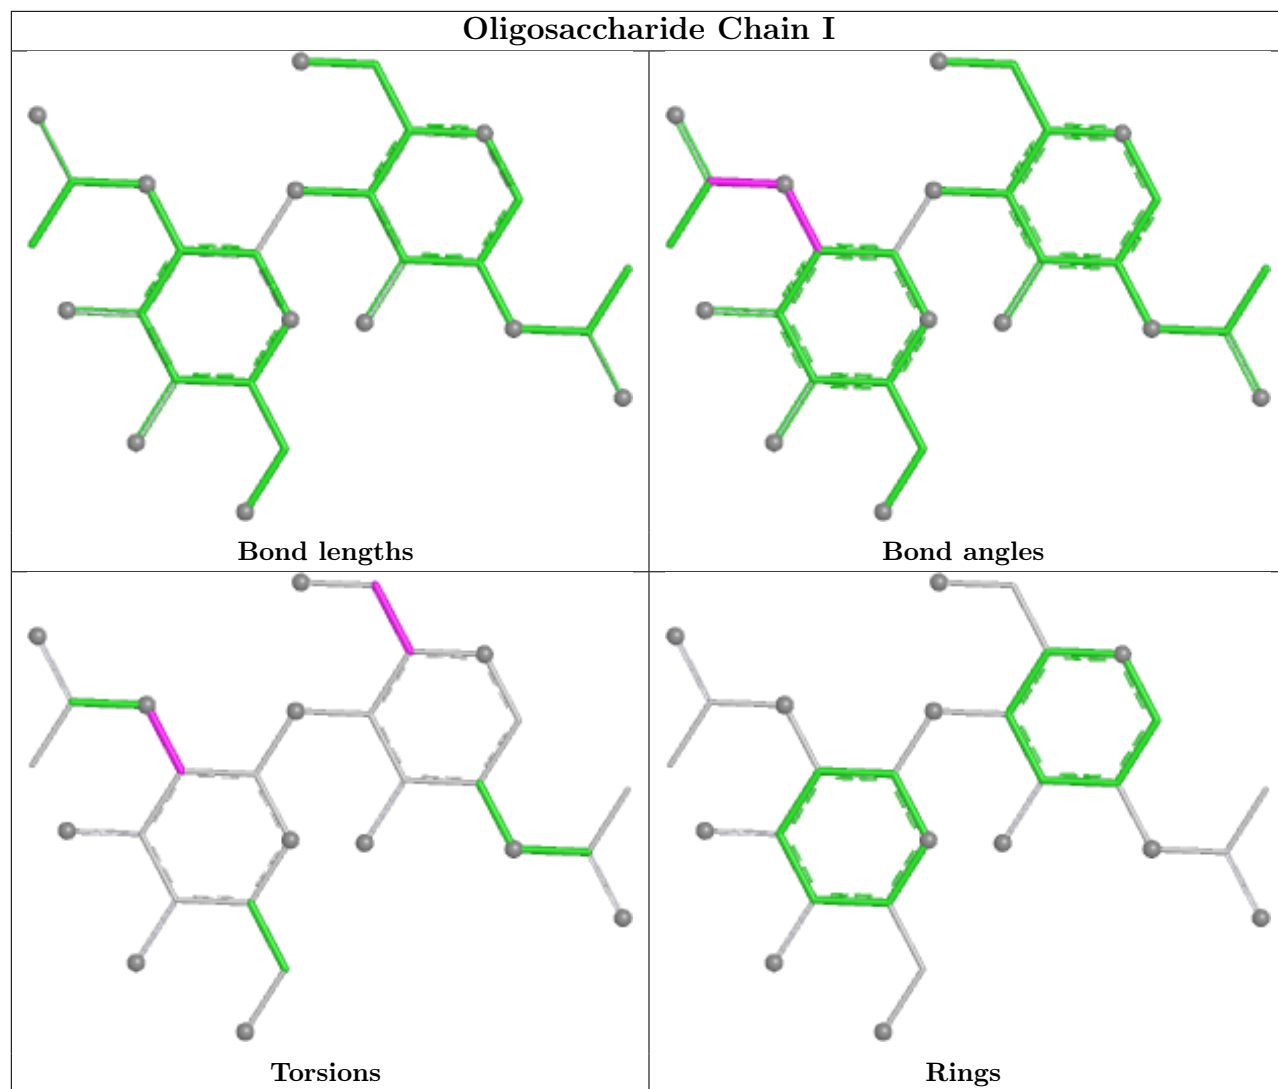 Oligosaccharide Chain I
Bond lengths
Bond angles
Torsions
Rings